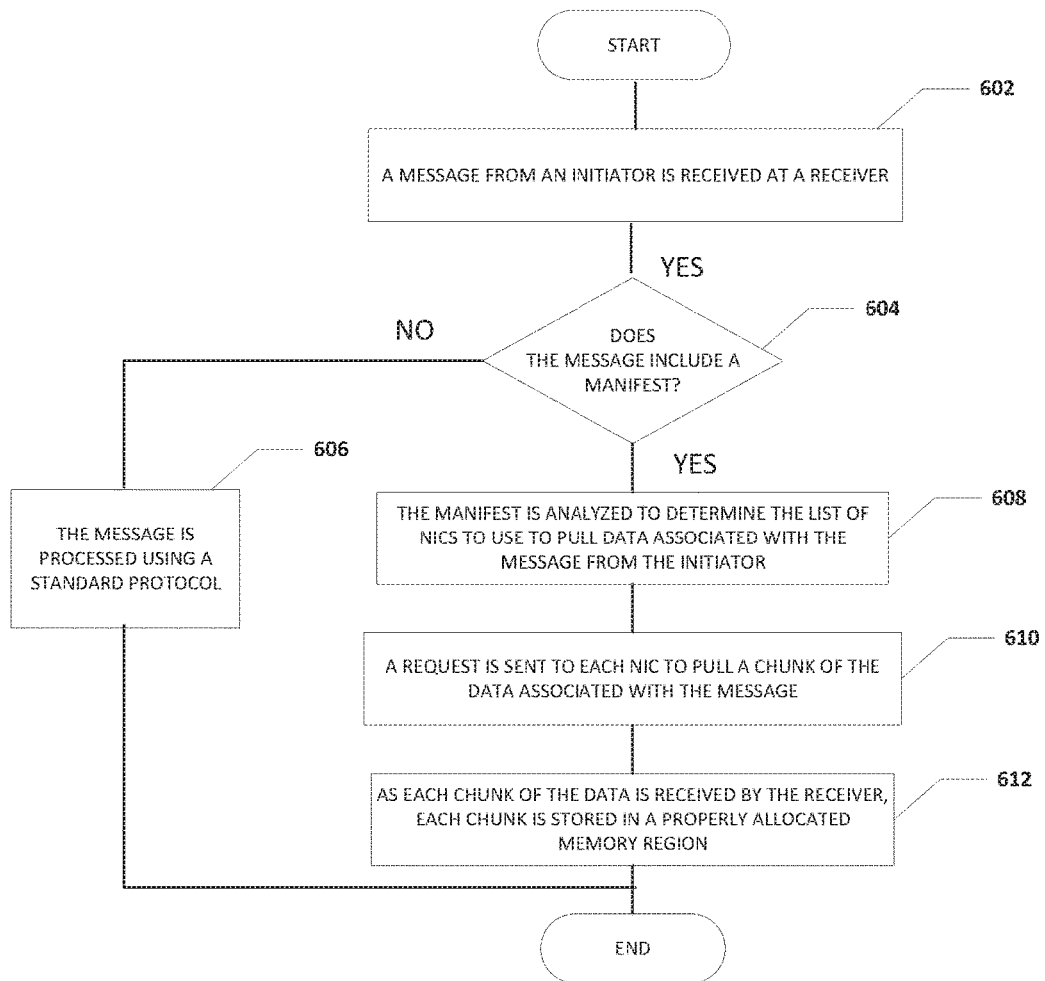 START
602
A MESSAGE FROM AN INITIATOR IS RECEIVED AT A RECEIVER
YES
604
NO
DOES
THE MESSAGE INCLUDE A
MANIFEST?
606
YES
608
THE MESSAGE IS
PROCESSED USING A
STANDARD PROTOCOL
THE MANIFEST IS ANALYZED TO DETERMINE THE LIST OF
NICS TO USE TO PULL DATA ASSOCIATED WITH THE
MESSAGE FROM THE INITIATOR
610
A REQUEST IS SENT TO EACH NIC TO PULL A CHUNK OF THE
DATA ASSOCIATED WITH THE MESSAGE
612
AS EACH CHUNK OF THE DATA IS RECEIVED BY THE RECEIVER,
EACH CHUNK IS STORED IN A PROPERLY ALLOCATED
MEMORY REGION
END